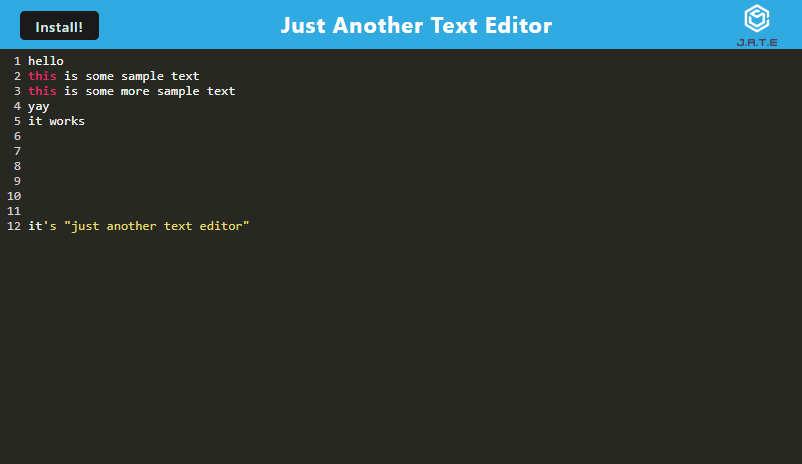 Install!
Just Another Text Editor
J.A.T.E
1 hello
2 this is some sample text
3 this is some more sample text
4 yay
5 it works
6
7
8
9
10
11
12 it's "just another text editor"